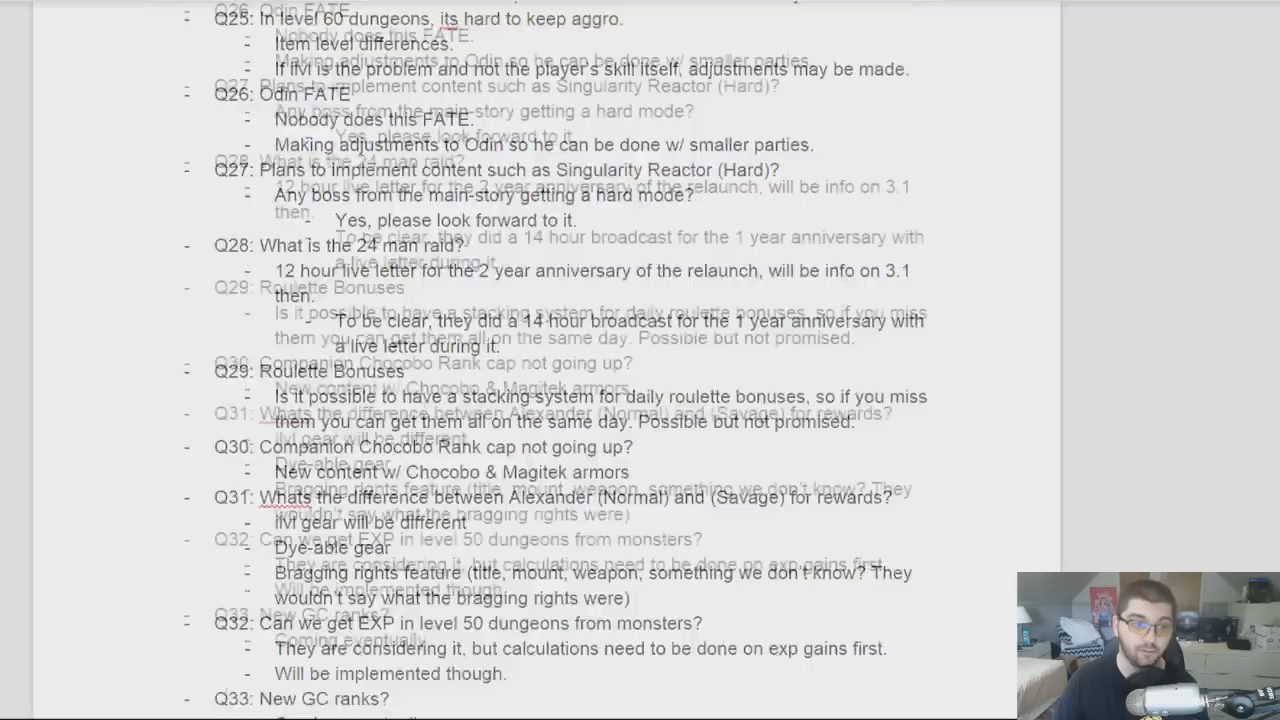 - Q25: In level 60 dungeons, its hard to keep aggro.
- Item level differences.
- If ilvl is the problem and not the player's skill itself, adjustments may be made.
- Q26: Odin FATE
- Nobody does this FATE.
- Making adjustments to Odin so he can be done w/ smaller parties.
- Q27: Plans to implement content such as Singularity Reactor (Hard)?
- Any boss from the main-story getting a hard mode?
- Yes, please look forward to it.
- Q28: What is the 24 man raid?
- 12 hour live letter for the 2 year anniversary of the relaunch, will be info on 3.1
then.
- To be clear, they did a 14 hour broadcast for the 1 year anniversary with
a live letter during it.
- Q29: Roulette Bonuses
- Is it possible to have a stacking system for daily roulette bonuses, so if you miss
them you can get them all on the same day. Possible but not promised.
- Q30: Companion Chocobo Rank cap not going up?
- New content w/ Chocobo & Magitek armors
- Q31: Whats the difference between Alexander (Normal) and (Savage) for rewards?
- ilvl gear will be different
- Dye-able gear
- Bragging rights feature (title, mount, weapon, something we don't know? They
wouldn't say what the bragging rights were)
- Q32: Can we get EXP in level 50 dungeons from monsters?
- They are considering it, but calculations need to be done on exp gains first.
Will be implemented though.
- Q33: New GC ranks?